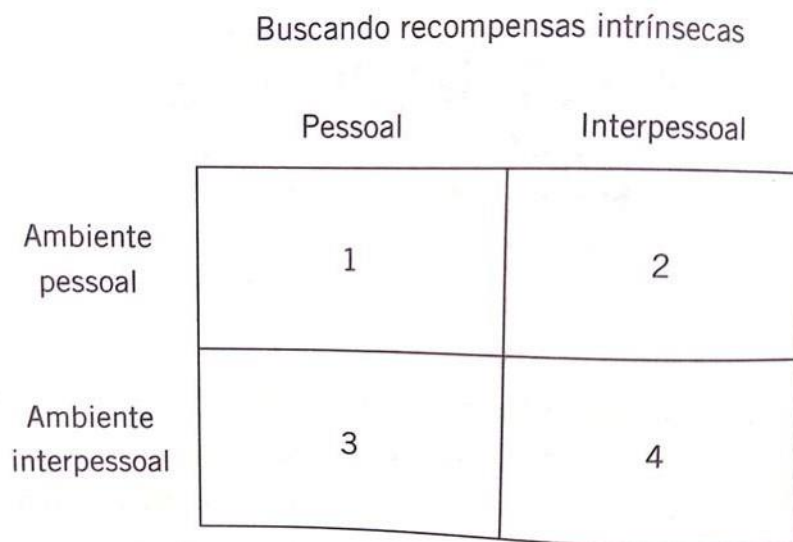 Buscando recompensas intrínsecas
Pessoal Interpessoal
Ambiente
pessoal
1 2
Ambiente
interpessoal
3 4